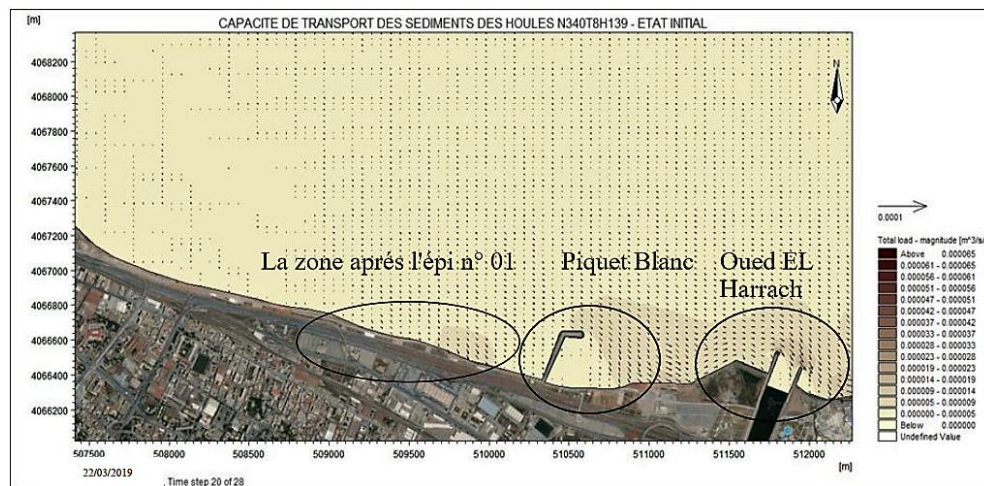 CAPACITE DE TRANSPORT DES SEDIMENTS DES HOULES N340T8H139 - ETAT INITIAL
[m]
4068200
4068000
4067800
4067600
4067400
4067200
4067000
4066800
4066600
4066400
4066200
N
La zone aprés l'épi n° 01
Piquet Blanc
Oued EL
Harrach
507500 508000 508500 509000 509500 510000 510500 511000 511500 512000
[m]
22/03/2019
, Time step 20 of 28
0.0001
Total load - magnitude [m^3/s/
Above 0.000065
0.000061 - 0.000065
0.000056 - 0.000061
0.000051 - 0.000056
0.000047 - 0.000051
0.000042 - 0.000047
0.000037 - 0.000042
0.000033 - 0.000037
0.000028 - 0.000033
0.000023 - 0.000028
0.000019 - 0.000023
0.000014 - 0.000019
0.000009 - 0.000014
0.000005 - 0.000009
0.000000 - 0.000005
Below 0.000000
Undefined Value